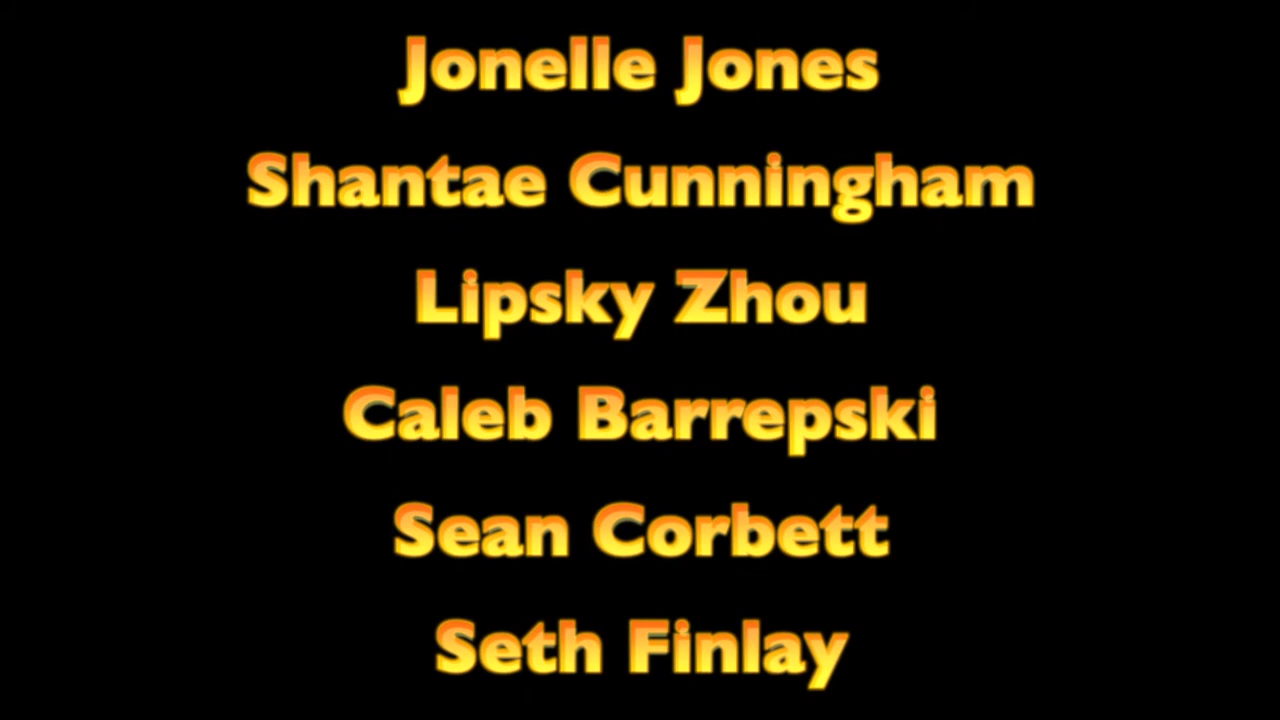 Jonelle Jones
Shantae Cunningham
Lipsky Zhou
Caleb Barrepski
Sean Corbett
Seth Finlay